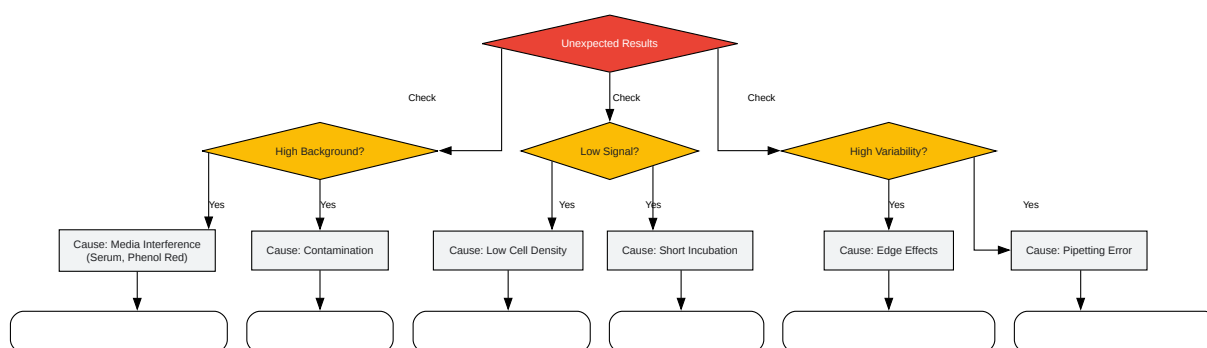 Unexpected Results
Check
Check
Check
High Background?
Low Signal?
High Variability?
Yes
Yes
Yes
Yes
Yes
Yes
Cause: Media Interference
(Serum, Phenol Red)
Cause: Contamination
Cause: Low Cell Density
Cause: Short Incubation
Cause: Edge Effects
Cause: Pipetting Error